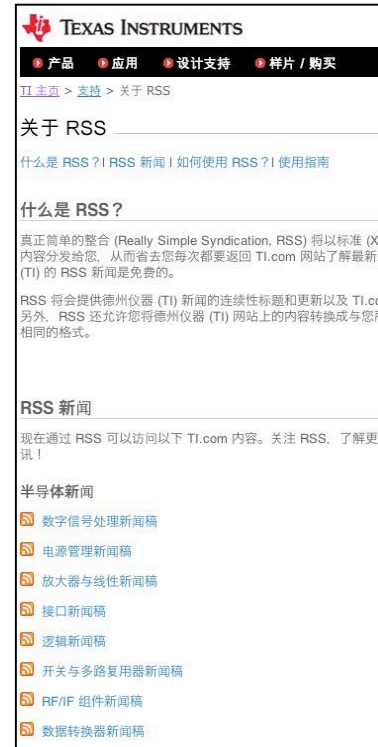 TEXAS INSTRUMENTS
产品 应用 设计支持 样片 / 购买
TI 主页 > 支持 > 关于 RSS
关于 RSS
什么是 RSS？I RSS 新闻 I 如何使用 RSS？I 使用指南
什么是 RSS？
真正简单的整合 (Really Simple Syndication, RSS) 将以标准 (X
内容分发给您，从而省去您每次都要返回 TI.com 网站了解最新
(TI) 的 RSS 新闻是免费的。
RSS 将会提供德州仪器 (TI) 新闻的连续性标题和更新以及 TI.co
另外，RSS 还允许您将德州仪器 (TI) 网站上的内容转换成与您
相同的格式。
RSS 新闻
现在通过 RSS 可以访问以下 TI.com 内容。关注 RSS，了解更
讯！
半导体新闻
数字信号处理新闻稿
电源管理新闻稿
放大器与线性新闻稿
接口新闻稿
逻辑新闻稿
开关与多路复用器新闻稿
RF/IF 组件新闻稿
数据转换器新闻稿